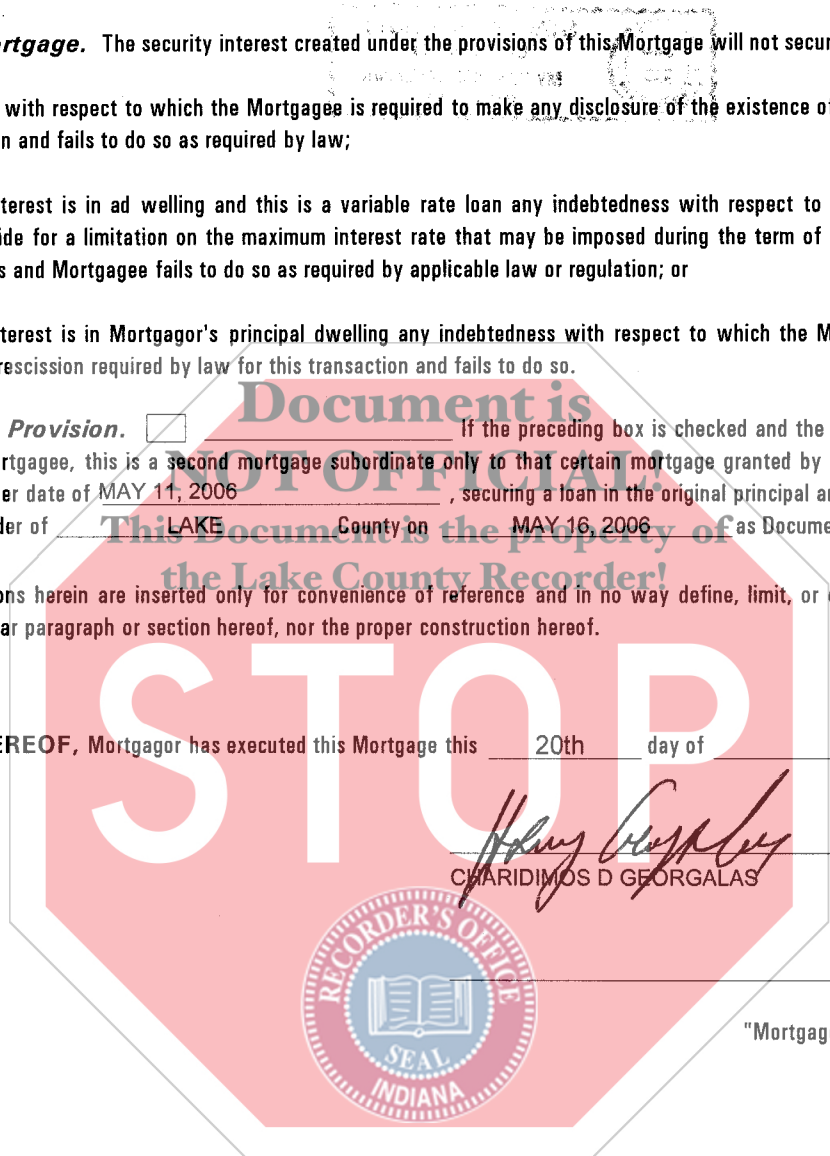 rtgage. The security interest created under the provisions of this Mortgage will not secur
with respect to which the Mortgagee is required to make any disclosure of the existence of
n and fails to do so as required by law;
terest is in ad welling and this is a variable rate loan any indebtedness with respect to
ide for a limitation on the maximum interest rate that may be imposed during the term of
s and Mortgagee fails to do so as required by applicable law or regulation; or
terest is in Mortgagor's principal dwelling any indebtedness with respect to which the M
rescission required by law for this transaction and fails to do so.
Document is
Provision. If the preceding box is checked and the
NOT OFFICIAL!
rtgagee, this is a second mortgage subordinate only to that certain mortgage granted by
er date of MAY 11, 2006 , securing a loan in the original principal a
This Document is the property of
der of LAKE County on MAY 16, 2006 as Docume
the Lake County Recorder!
ons herein are inserted only for convenience of reference and in no way define, limit, or
ar paragraph or section hereof, nor the proper construction hereof.
STOP
EREOF, Mortgagor has executed this Mortgage this 20th day of
CHARIDIMOS D GEORGALAS
RECORDER'S OFFICE
SEAL
INDIANA
"Mortgag